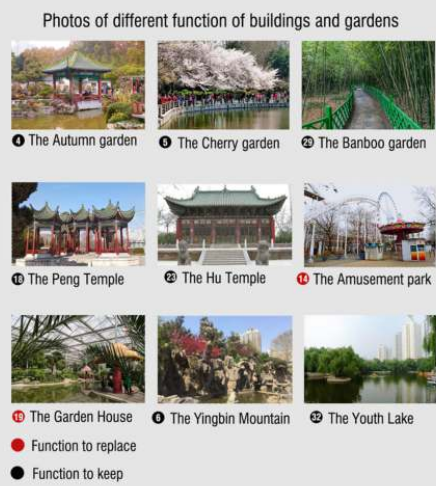 Photos of different function of buildings and gardens
4 The Autumn garden
5 The Cherry garden
29 The Banboo garden
18 The Peng Temple
23 The Hu Temple
14 The Amusement park
19 The Garden House
6 The Yingbin Mountain
32 The Youth Lake
Function to replace
Function to keep